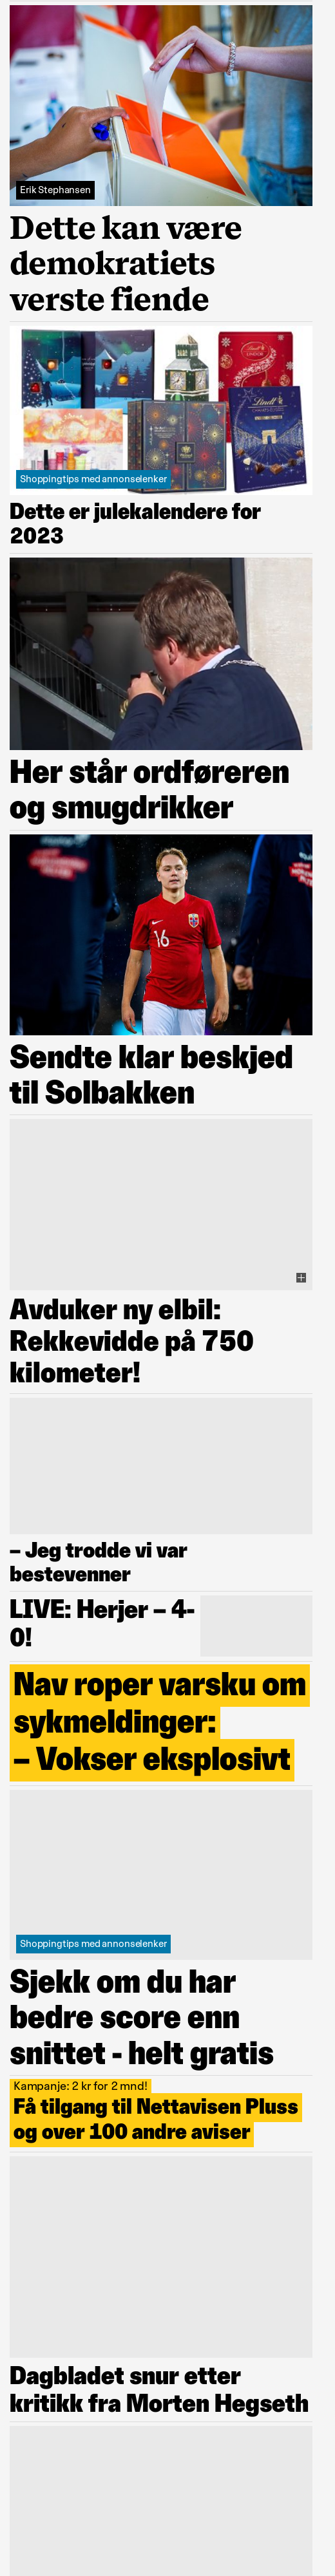 Erik Stephansen
Dette kan være
demokratiets
verste fiende
LINDOR
Lindt
Shoppingtips med annonselenker
Dette er julekalendere for
2023
Her står ordføreren
og smugdrikker
16
Sendte klar beskjed
til Solbakken
Avduker ny elbil:
Rekkevidde på 750
kilometer!
– Jeg trodde vi var
bestevenner
LIVE: Herjer – 4-
0!
Nav roper varsku om
sykmeldinger:
– Vokser eksplosivt
Shoppingtips med annonselenker
Sjekk om du har
bedre score enn
snittet - helt gratis
Kampanje: 2 kr for 2 mnd!
Få tilgang til Nettavisen Pluss
og over 100 andre aviser
Dagbladet snur etter
kritikk fra Morten Hegseth